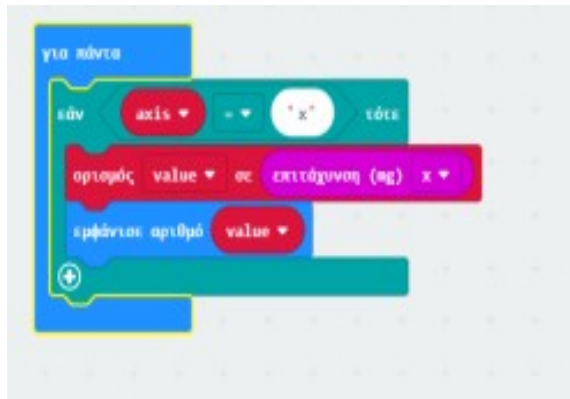 για πάντα
εάν axis = "x" τότε
ορισμός value σε επιτάχυνση (mg) x
εμφάνισε αριθμό value